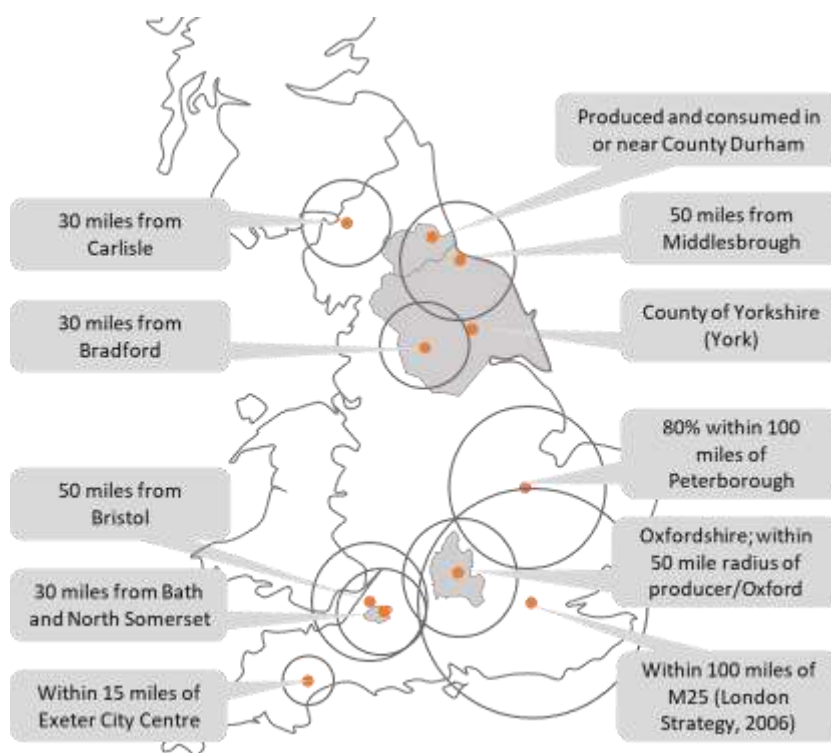 Produced and consumed in
or near County Durham
30 miles from
Carlisle
50 miles from
Middlesbrough
30 miles from
Bradford
County of Yorkshire
(York)
80% within 100
miles of
Peterborough
50 miles from
Bristol
Oxfordshire; within
50 mile radius of
producer/Oxford
30 miles from Bath
and North Somerset
Within 15 miles of
Exeter City Centre
Within 100 miles of
M25 (London
Strategy, 2006)